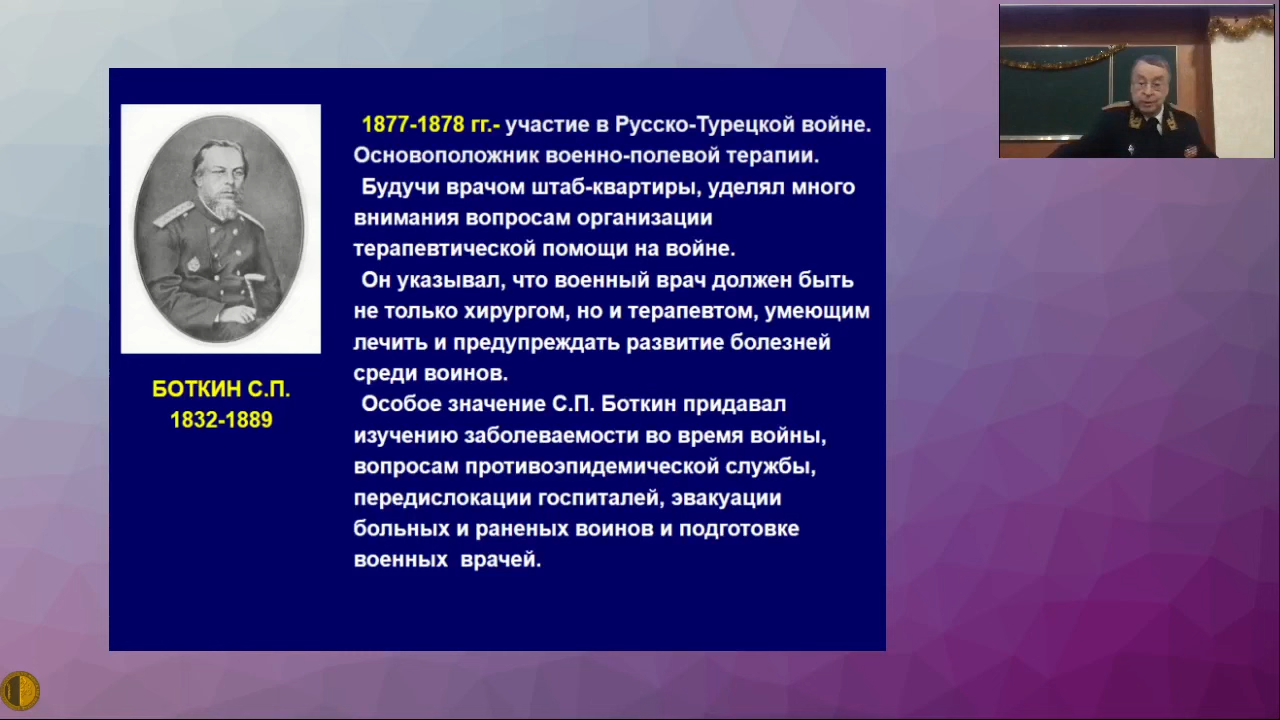 1877-1878 гг.- участие в Русско-Турецкой войне.
Основоположник военно-полевой терапии.
Будучи врачом штаб-квартиры, уделял много
внимания вопросам организации
терапевтической помощи на войне.
Он указывал, что военный врач должен быть
не только хирургом, но и терапевтом, умеющим
лечить и предупреждать развитие болезней
среди воинов.
Особое значение С.П. Боткин придавал
изучению заболеваемости во время войны,
вопросам противоэпидемической службы,
передислокации госпиталей, эвакуации
больных и раненых воинов и подготовке
военных  врачей.
БОТКИН С.П.
1832-1889